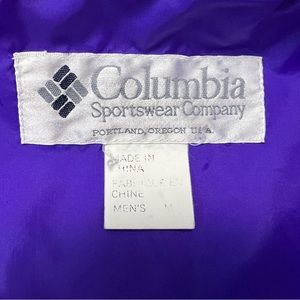 Columbia
Sportswear Company
PORTLAND, OREGON U.S.A.
MADE IN
CHINA
CHINE
MEN'S M